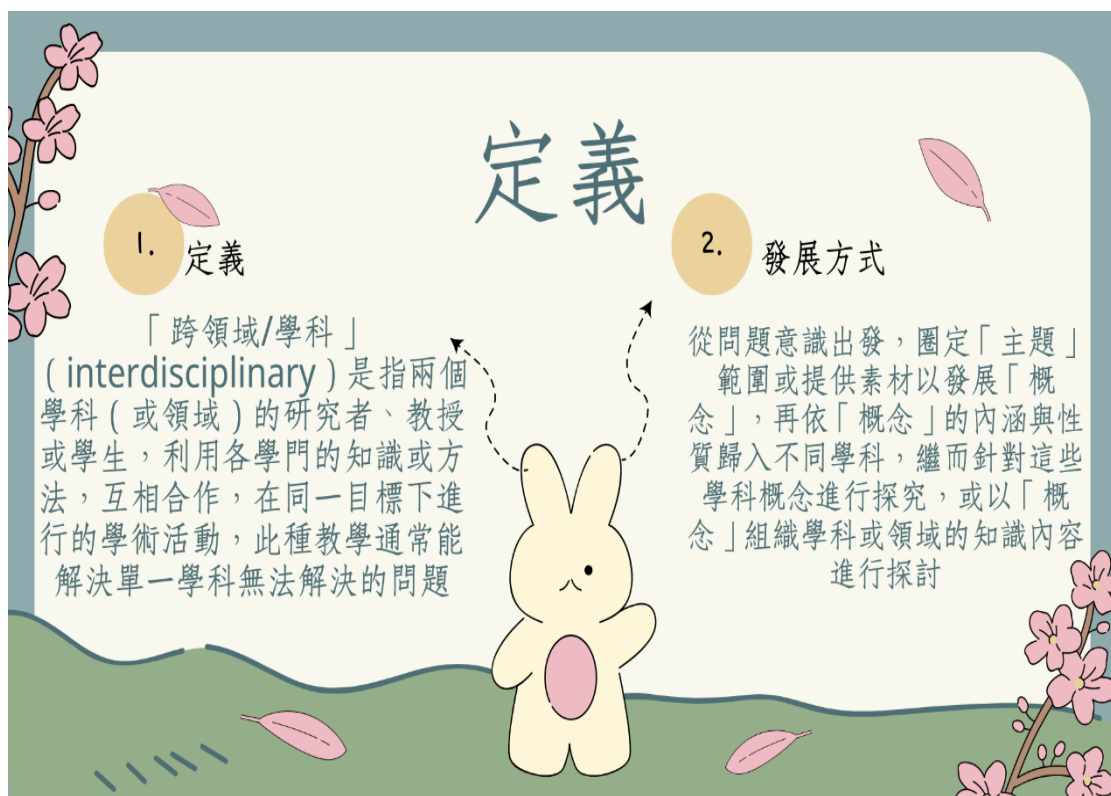 定義
1.
定義
「跨領域/學科」
(interdisciplinary)是指兩個
學科(或領域)的研究者、教授
或學生,利用各學門的知識或方
法,互相合作,在同一目標下進
行的學術活動,此種教學通常能
解決單一學科無法解決的問題
2.
發展方式
從問題意識出發,圈定「主題」
範圍或提供素材以發展「概
念」,再依「概念」的內涵與性
質歸入不同學科,繼而針對這些
學科概念進行探究,或以「概
念」組織學科或領域的知識內容
進行探討